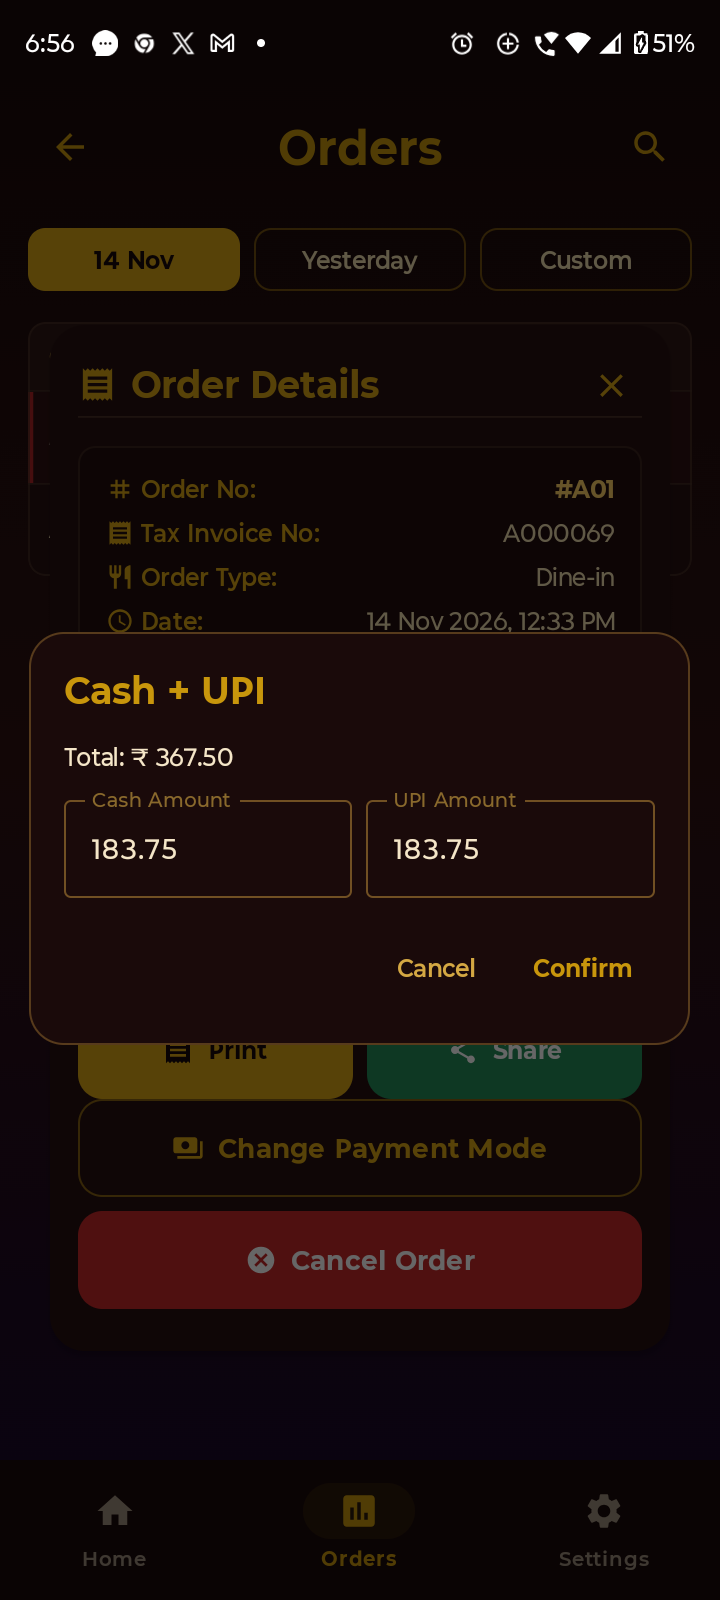 6:56
51%
Orders
14 Nov
Yesterday
Custom
Order Details
Order No: #A01
Tax Invoice No: A000069
Order Type: Dine-in
Date: 14 Nov 2026, 12:33 PM
Cash + UPI
Total: ₹ 367.50
Cash Amount
UPI Amount
183.75
183.75
Cancel
Confirm
Print
Share
Change Payment Mode
Cancel Order
Home
Orders
Settings